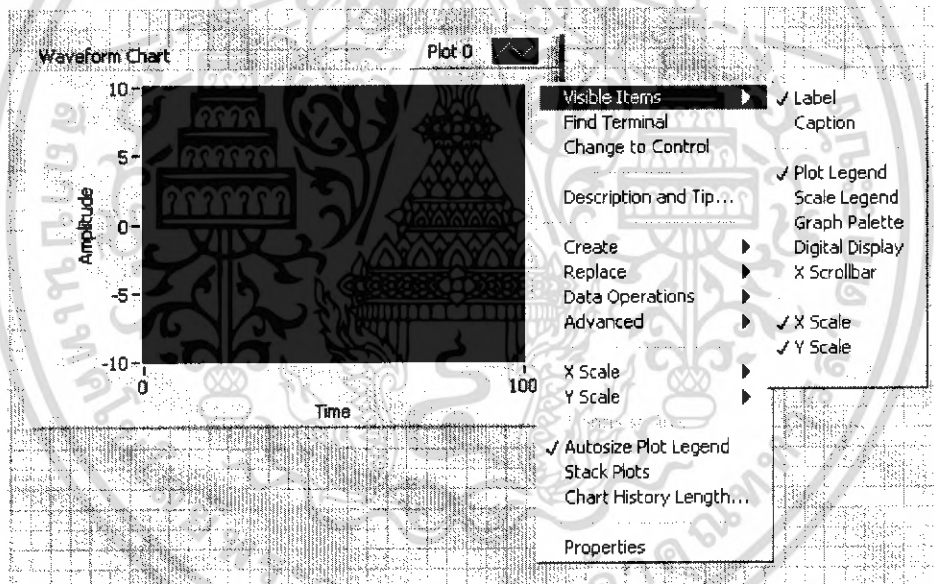 Waveform Chart
Plot 0
10
5
0
-5
-10
Amplitude
0
100
Time
Visible Items
Find Terminal
Change to Control
Description and Tip...
Create
Replace
Data Operations
Advanced
X Scale
Y Scale
✓ Autosize Plot Legend
Stack Plots
Chart History Length...
Properties
✓ Label
Caption
✓ Plot Legend
Scale Legend
Graph Palette
Digital Display
X Scrollbar
✓ X Scale
✓ Y Scale